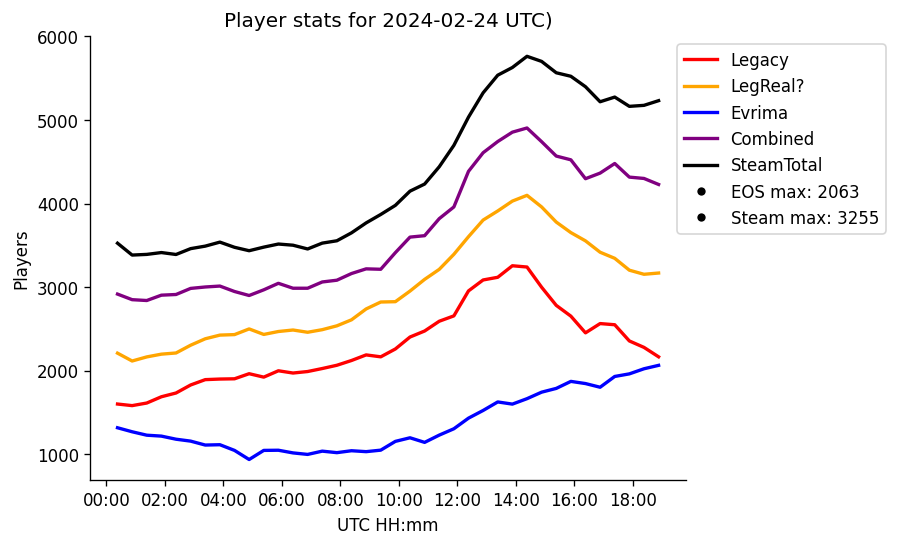 Player stats for 2024-02-24 UTC)
6000
5000
4000
3000
2000
1000
Players
00:00 02:00 04:00 06:00 08:00 10:00 12:00 14:00 16:00 18:00
UTC HH:mm
Legacy
LegReal?
Evrima
Combined
SteamTotal
EOS max: 2063
Steam max: 3255